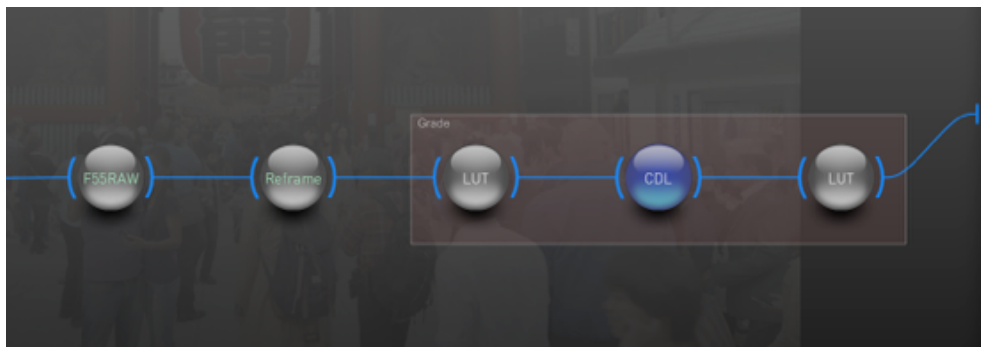 Grade
F55RAW
Reframe
LUT
CDL
LUT